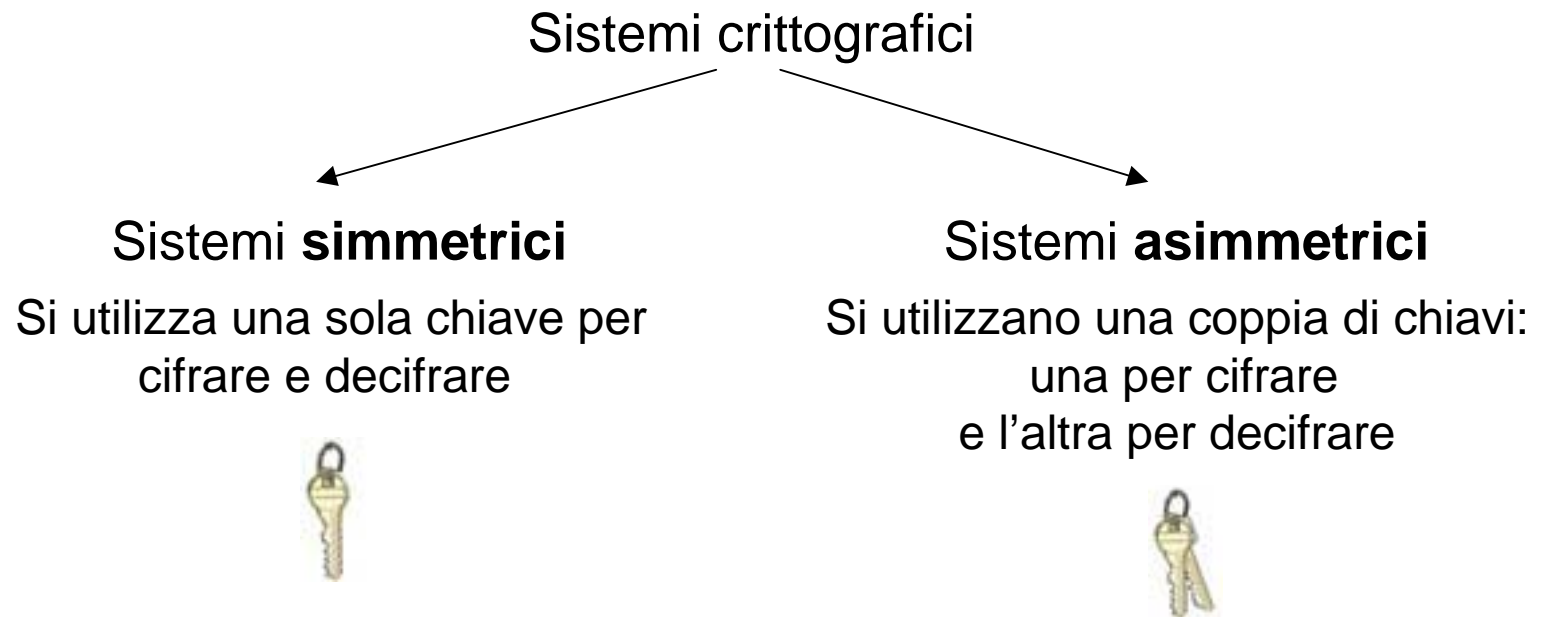 Sistemi crittografici
Sistemi simmetrici
Si utilizza una sola chiave per
cifrare e decifrare
Sistemi asimmetrici
Si utilizzano una coppia di chiavi:
una per cifrare
e l’altra per decifrare